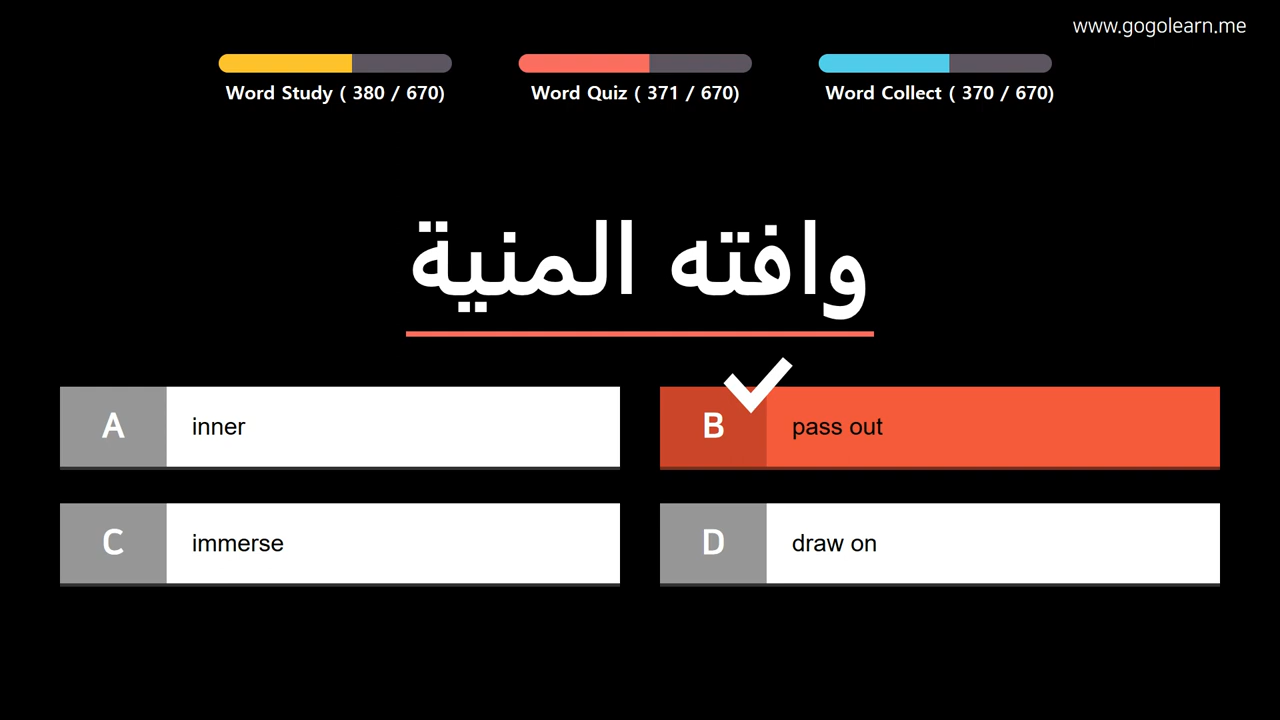 www.gogolearn.me
Word Study ( 380 / 670)
Word Quiz ( 371 / 670)
Word Collect ( 370 / 670)
وافته المنية
A inner
B pass out
C immerse
D draw on